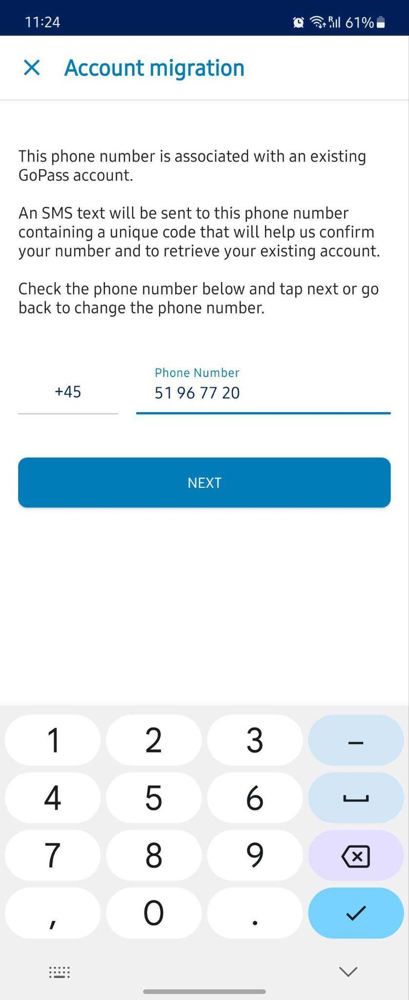 11:24
R 61%
Account migration
This phone number is associated with an existing
GoPass account.
An SMS text will be sent to this phone number
containing a unique code that will help us confirm
your number and to retrieve your existing account.
Check the phone number below and tap next or go
back to change the phone number.
Phone Number
+45 51 96 77 20
NEXT
1 2 3 –
4 5 6
7 8 9
, 0 .